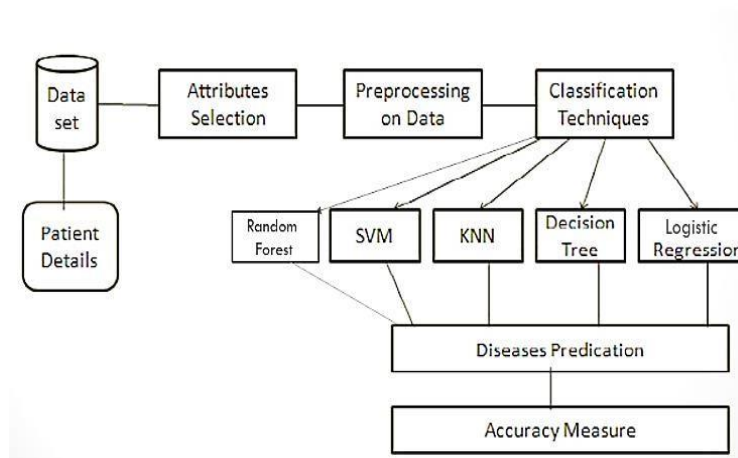 Data
set
Attributes
Selection
Preprocessing
on Data
Classification
Techniques
Patient
Details
Random
Forest
SVM
KNN
Decision
Tree
Logistic
Regression
Diseases Predication
Accuracy Measure